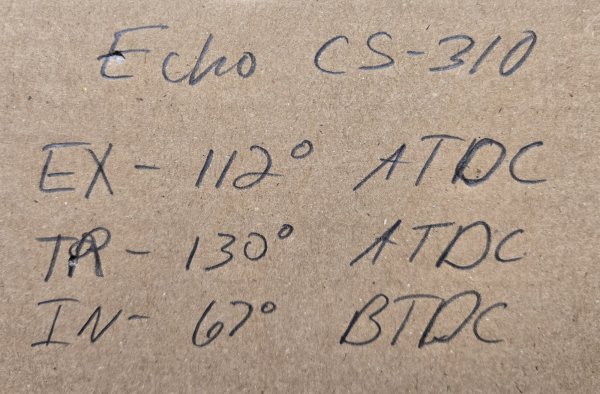 Echo CS-310
EX - 112° ATDC
TR - 130° ATDC
IN - 67° BTDC